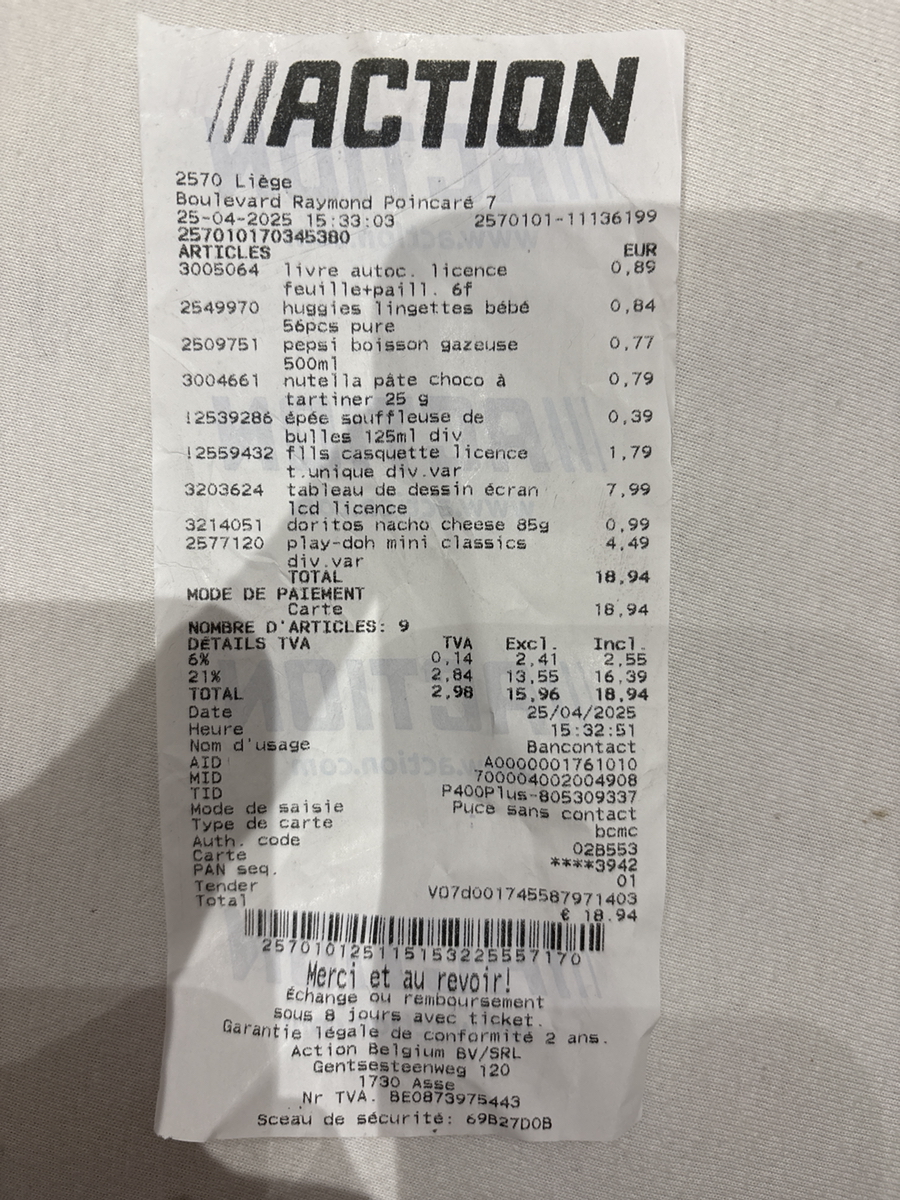 ///ACTION
2570 Liège
Boulevard Raymond Poincaré 7
25-04-2025 15:33:03 2570101-11136199
257010170345380
ARTICLES EUR
3005064 livre autoc. licence 0,89
feuille+paill. 6f
2549970 huggies lingettes bébé 0,84
56pcs pure
2509751 pepsi boisson gazeuse 0,77
500ml
3004661 nutella pâte choco à 0,79
tartiner 25 g
!2539286 épée souffleuse de 0,39
bulles 125ml div
!2559432 flls casquette licence 1,79
t.unique div.var
3203624 tableau de dessin écran 7,99
lcd licence
3214051 doritos nacho cheese 85g 0,99
2577120 play-doh mini classics 4,49
div.var
TOTAL 18,94
MODE DE PAIEMENT
Carte 18,94
NOMBRE D'ARTICLES: 9
DÉTAILS TVA TVA Excl. Incl.
6% 0,14 2,41 2,55
21% 2,84 13,55 16,39
TOTAL 2,98 15,96 18,94
Date 25/04/2025
Heure 15:32:51
Nom d'usage Bancontact
AID A0000001761010
MID 700004002004908
TID P400Plus-805309337
Mode de saisie Puce sans contact
Type de carte bcmc
Auth. code 02B553
Carte ****3942
PAN seq. 01
Tender V07d001745587971403
Total € 18.94
2570101251151532255571​70
Merci et au revoir!
Échange ou remboursement
sous 8 jours avec ticket.
Garantie légale de conformité 2 ans.
Action Belgium BV/SRL
Gentsesteenweg 120
1730 Asse
Nr TVA. BE0873975443
Sceau de sécurité: 69B27D0B